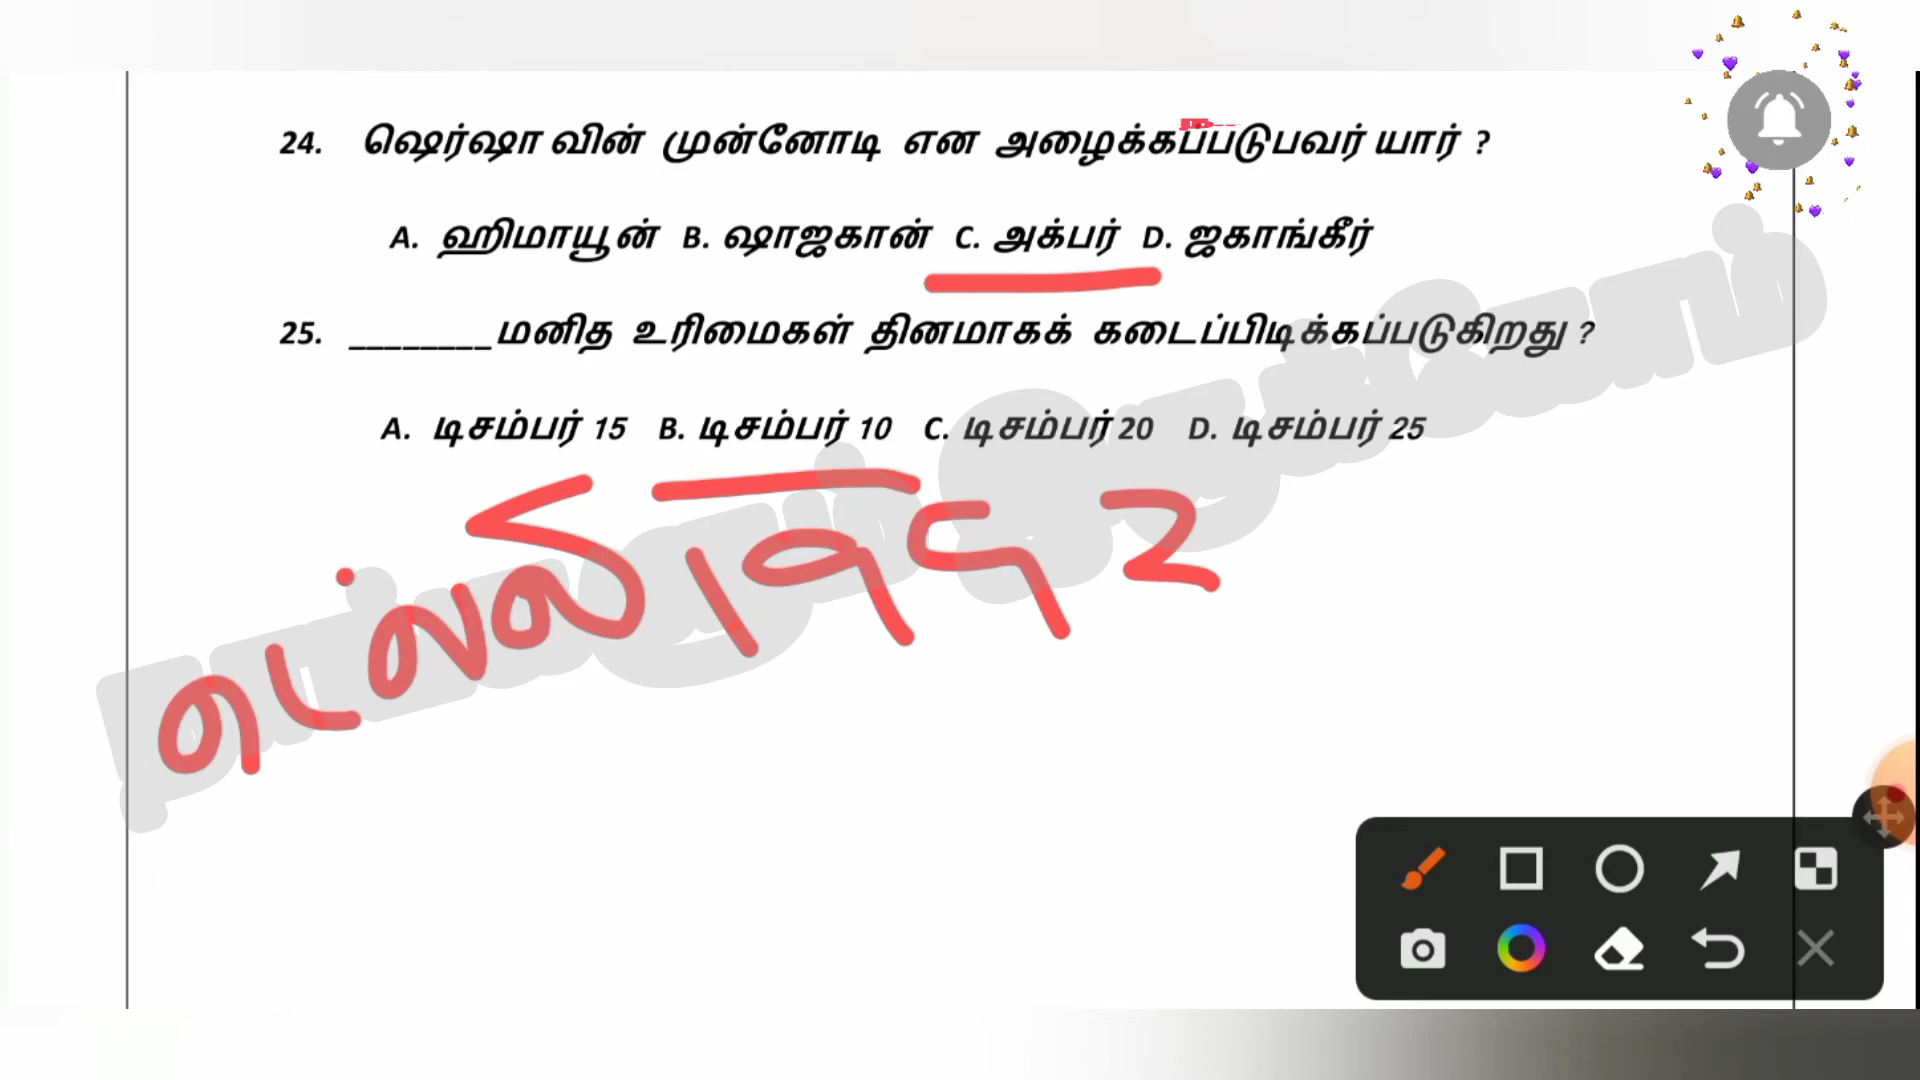 24. ஷெர்ஷா வின் முன்னோடி என அழைக்கப்படுபவர் யார் ?
A. ஹிமாயூன் B. ஷாஜகான் C. அக்பர் D. ஜகாங்கீர்
25. ________மனித உரிமைகள் தினமாகக் கடைப்பிடிக்கப்படுகிறது ?
A. டிசம்பர் 15 B. டிசம்பர் 10 C. டிசம்பர் 20 D. டிசம்பர் 25